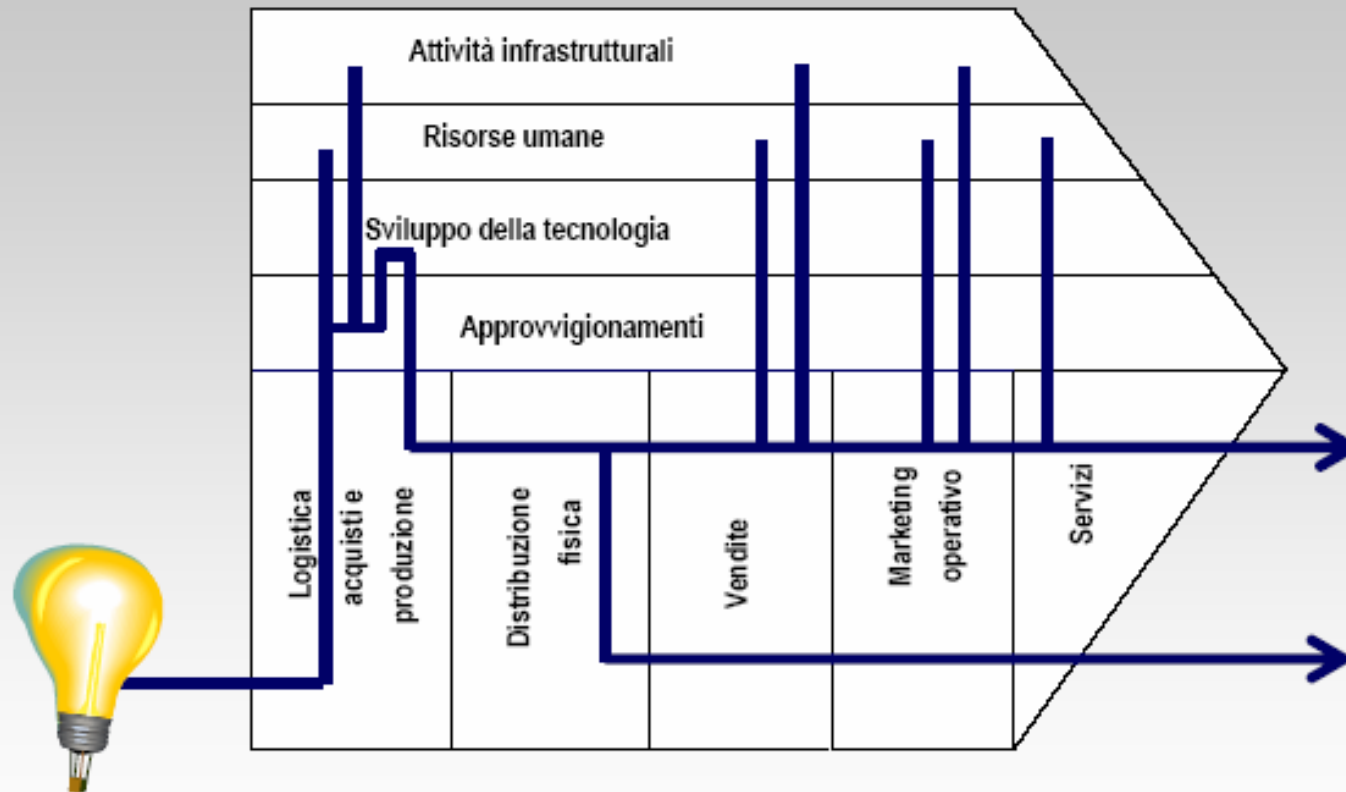 Attività infrastrutturali
Risorse umane
Sviluppo della tecnologia
Approvvigionamenti
Logistica
acquisti e
produzione
Distribuzione
fisica
Vendite
Marketing
operativo
Servizi